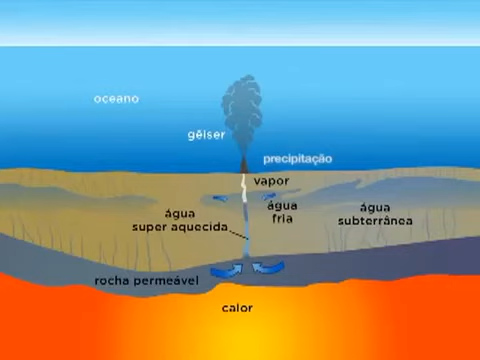 oceano
gêiser
precipitação
vapor
água
fria
água
super aquecida
água
subterrânea
rocha permeável
calor